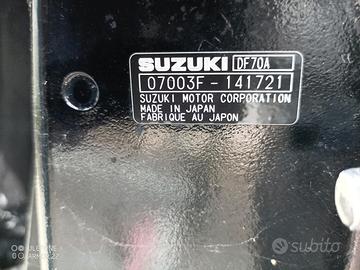 SUZUKI DF70A
07003F-141721
SUZUKI MOTOR CORPORATION
MADE IN JAPAN
FABRIQUE AU JAPON
subito